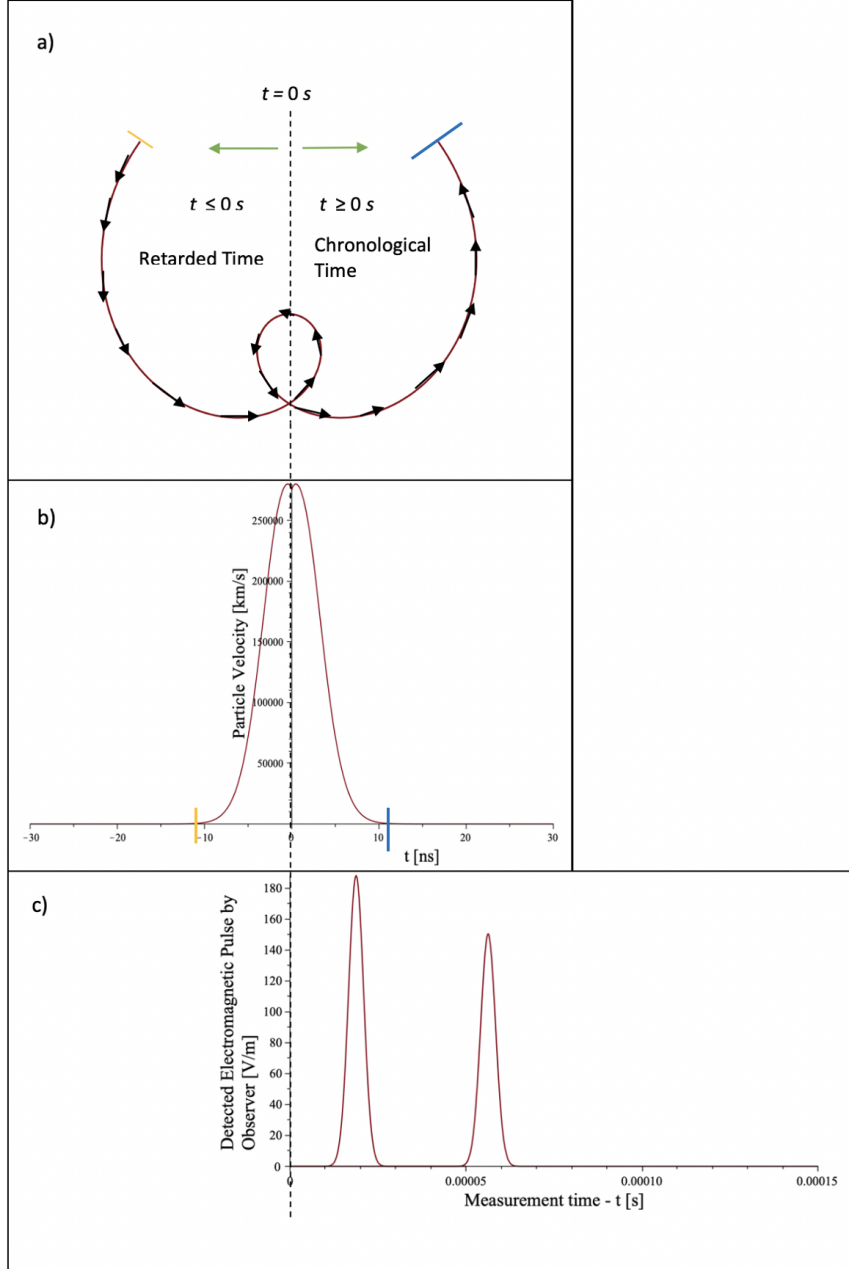 a)
t = 0 s
t ≤ 0 s
t ≥ 0 s
Retarded Time
Chronological
Time
b)
Particle Velocity [km/s]
250000
200000
150000
100000
50000
−30
−20
−10
0
10
20
30
t [ns]
c)
Detected Electromagnetic Pulse by
Observer [V/m]
180
160
140
120
100
80
60
40
20
0
0
0.00005
0.00010
0.00015
Measurement time - t [s]